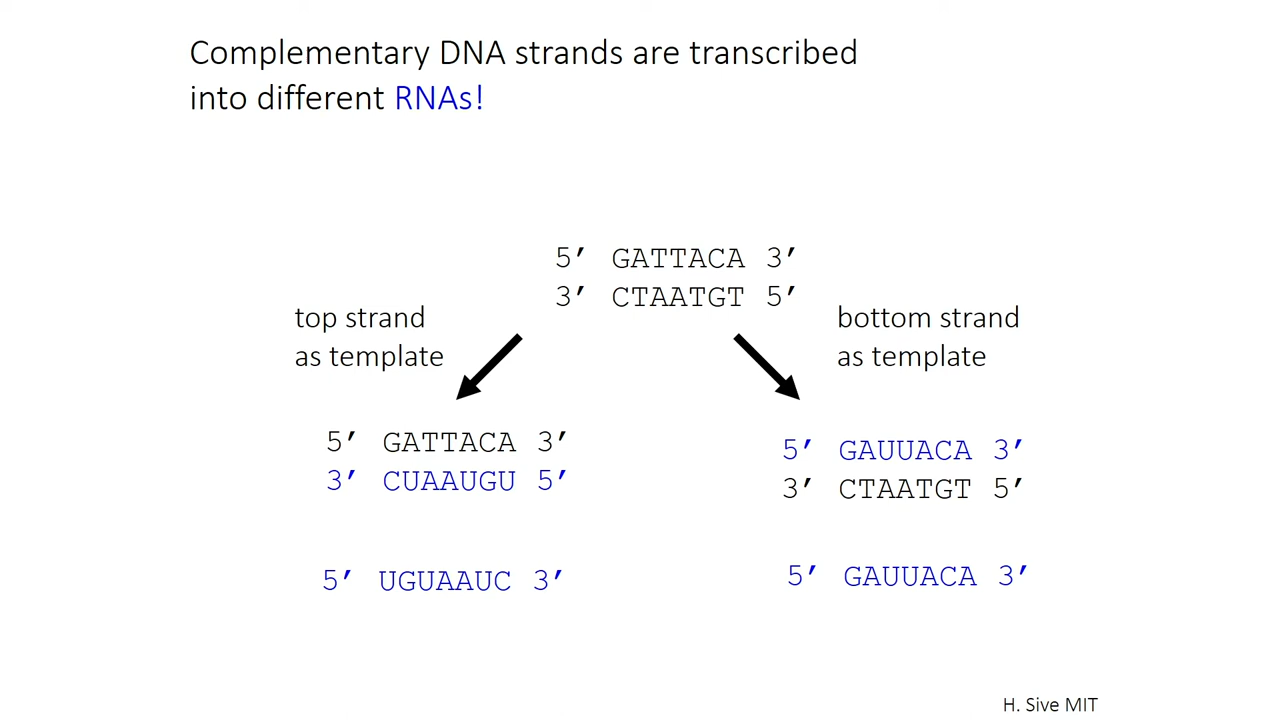 Complementary DNA strands are transcribed
into different RNAs!
5′ GATTACA 3′
3′ CTAATGT 5′
top strand
as template
bottom strand
as template
5′ GATTACA 3′
3′ CUAAUGU 5′
5′ GAUUACA 3′
3′ CTAATGT 5′
5′ UGUAAUC 3′
5′ GAUUACA 3′
H. Sive MIT